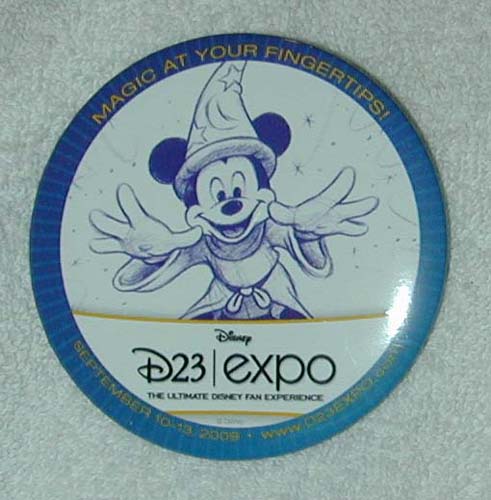 MAGIC AT YOUR FINGERTIPS!
Disney
D23 | expo
THE ULTIMATE DISNEY FAN EXPERIENCE
© Disney
SEPTEMBER 10-13, 2009 • www.D23EXPO.com